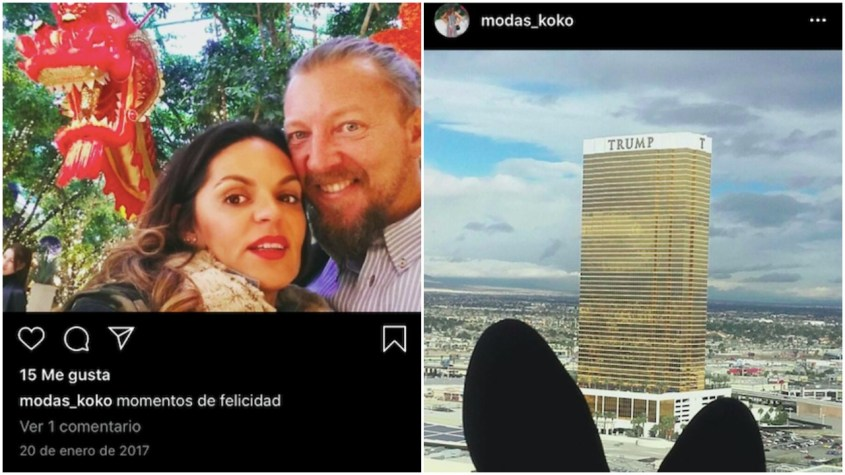 15 Me gusta
modas_koko momentos de felicidad
Ver 1 comentario
20 de enero de 2017
modas_koko
TRUMP T